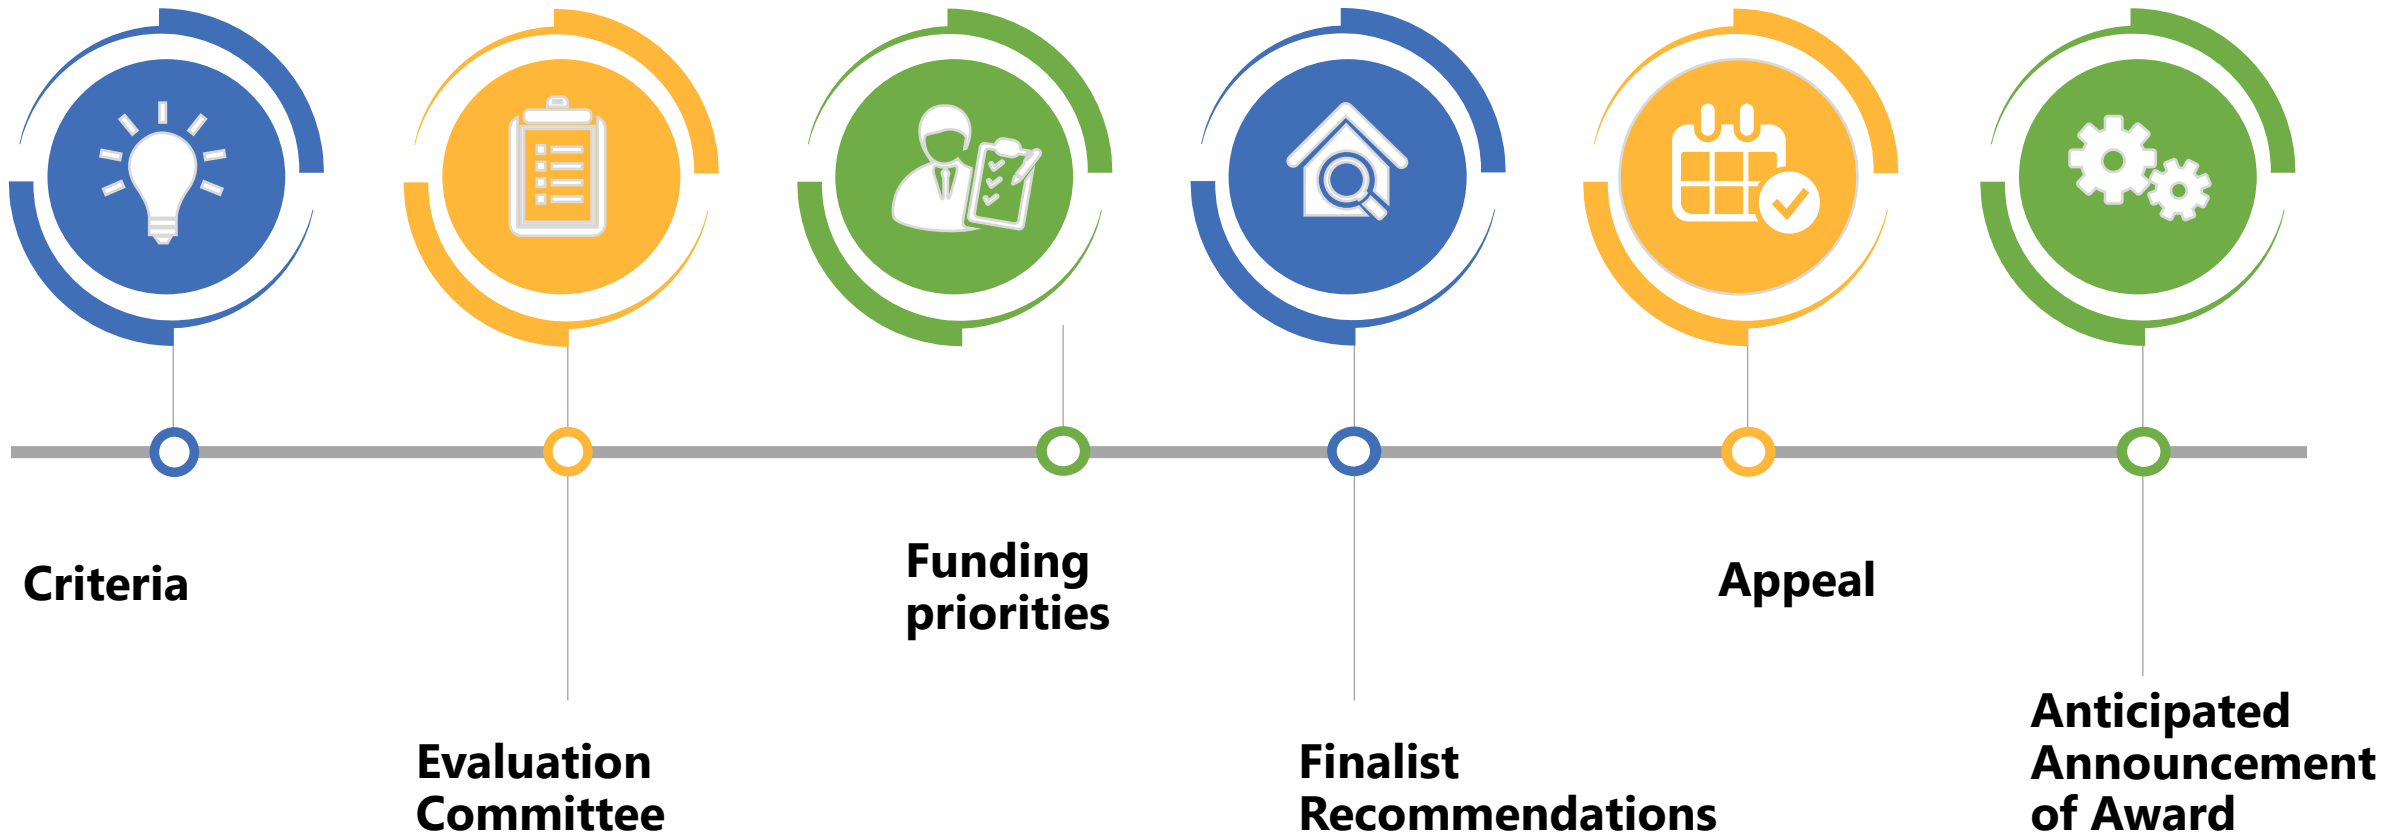 Criteria
Evaluation
Committee
Funding
priorities
Finalist
Recommendations
Appeal
Anticipated
Announcement
of Award